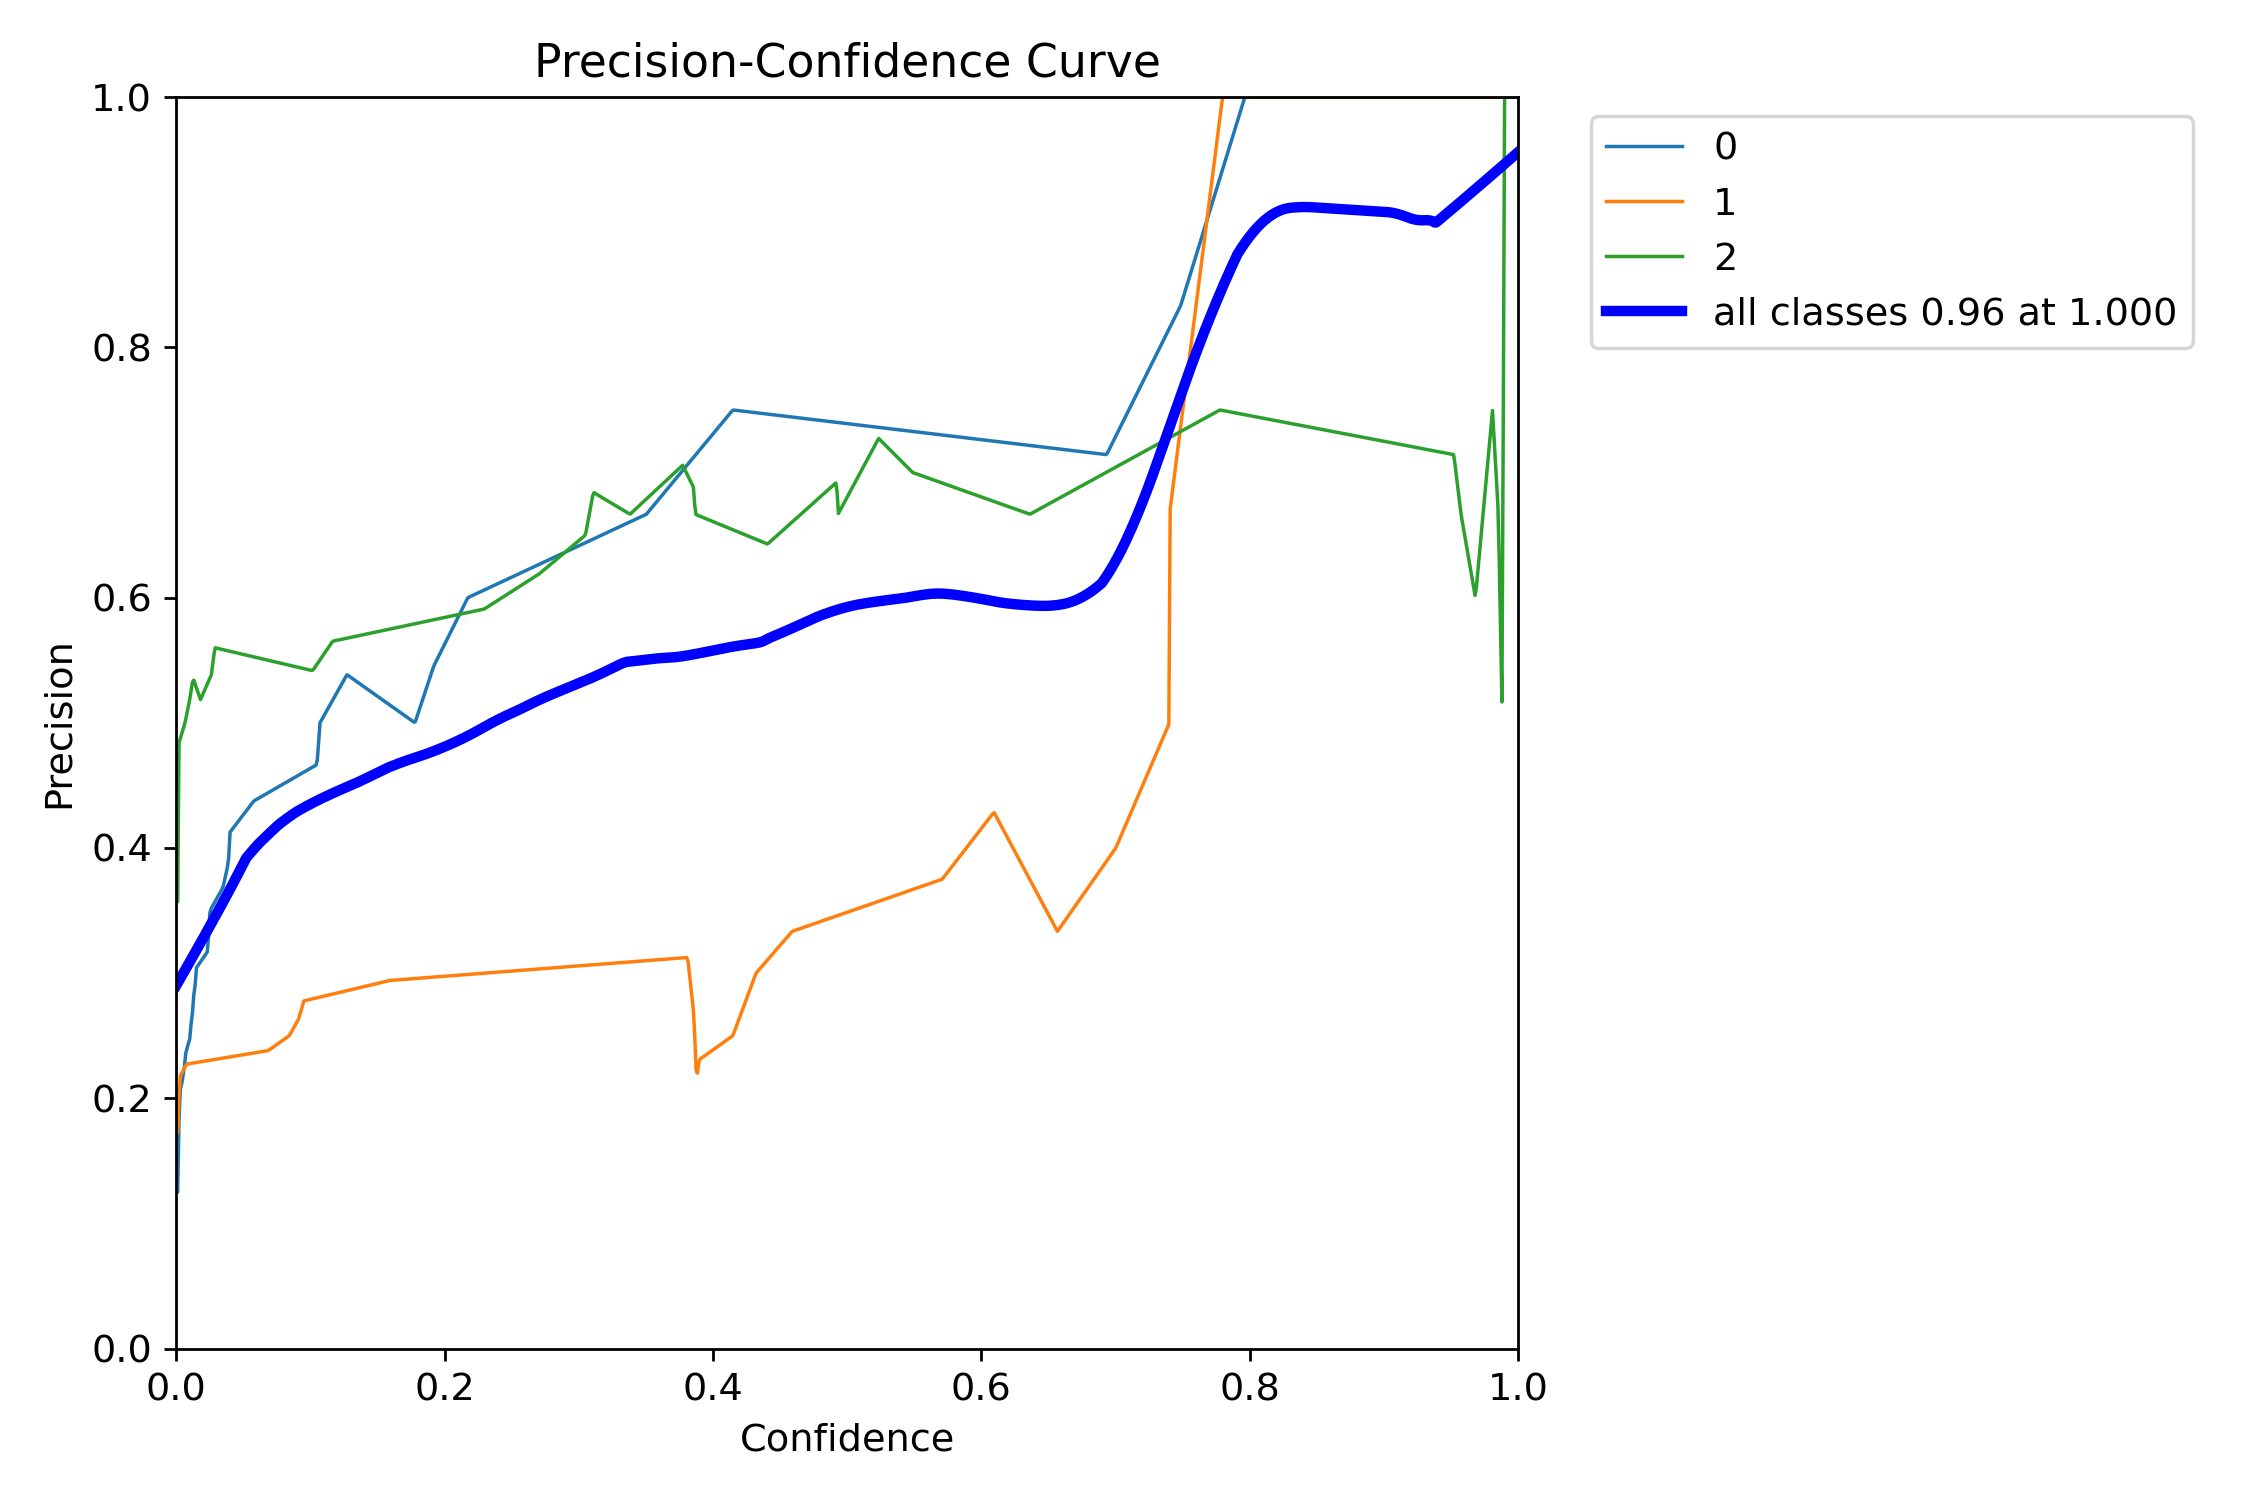 Precision-Confidence Curve
1.0
0.8
0.6
0.4
0.2
0.0
Precision
0.0 0.2 0.4 0.6 0.8 1.0
Confidence
0
1
2
all classes 0.96 at 1.000